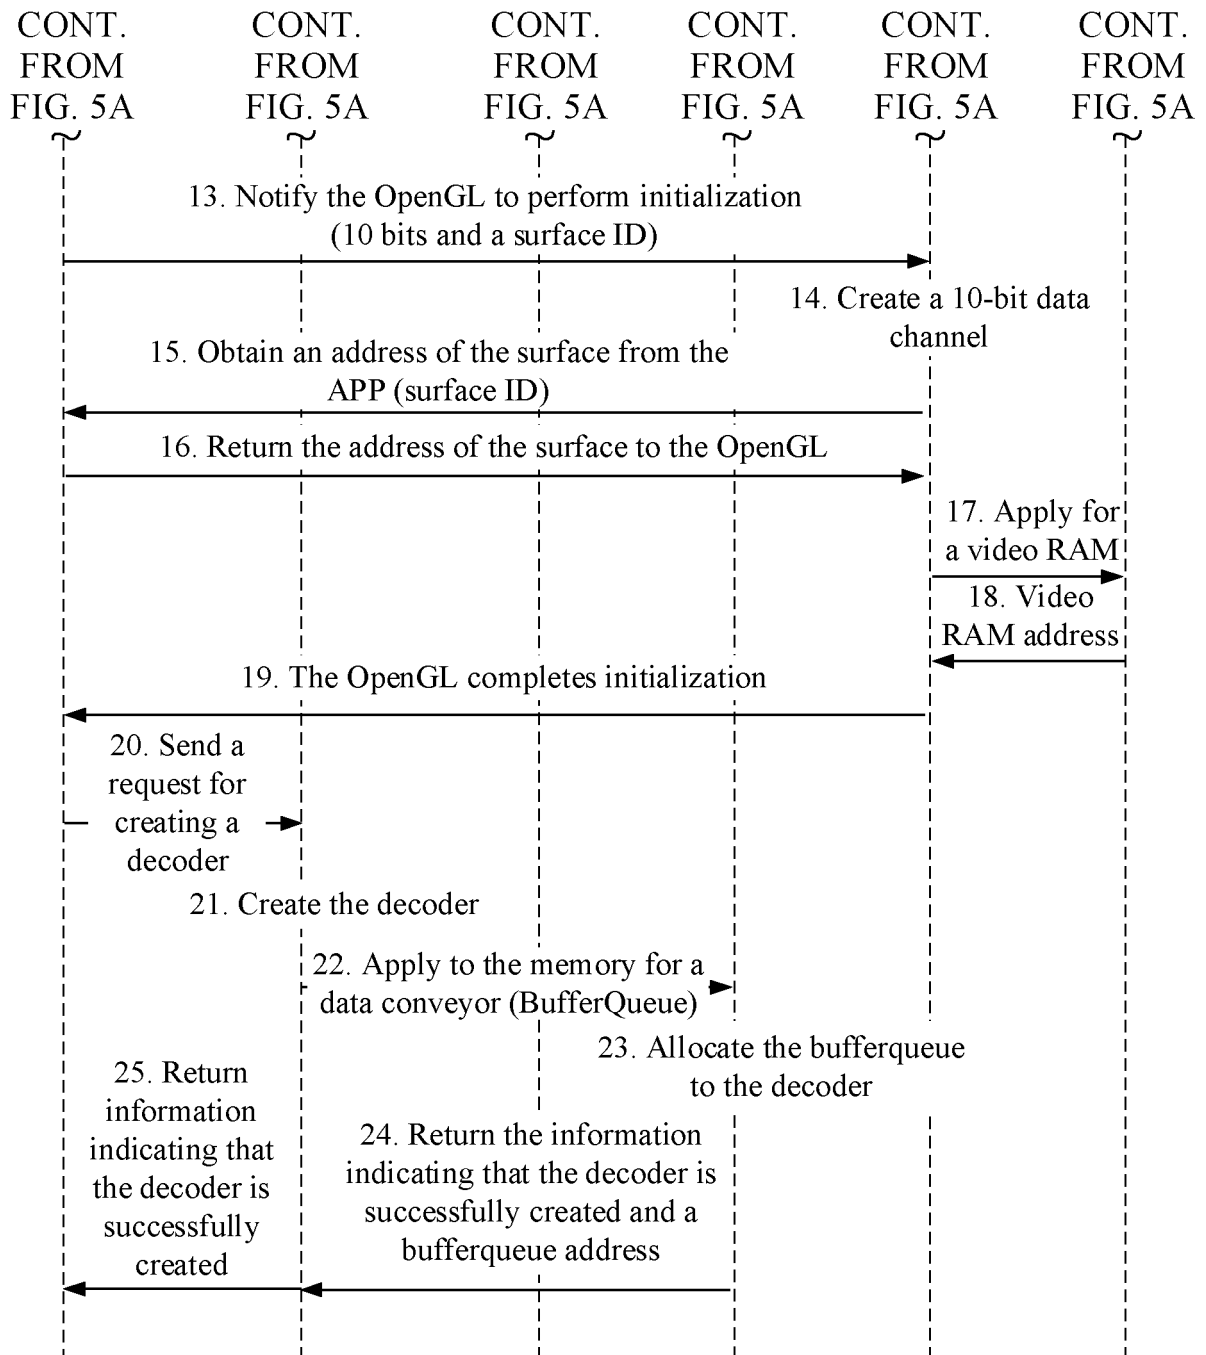 CONT. FROM FIG. 5A
CONT. FROM FIG. 5A
CONT. FROM FIG. 5A
CONT. FROM FIG. 5A
CONT. FROM FIG. 5A
CONT. FROM FIG. 5A
13. Notify the OpenGL to perform initialization
(10 bits and a surface ID)
14. Create a 10-bit data
channel
15. Obtain an address of the surface from the
APP (surface ID)
16. Return the address of the surface to the OpenGL
17. Apply for
a video RAM
18. Video
RAM address
19. The OpenGL completes initialization
20. Send a
request for
creating a
decoder
21. Create the decoder
22. Apply to the memory for a
data conveyor (BufferQueue)
23. Allocate the bufferqueue
to the decoder
24. Return the information
indicating that the decoder is
successfully created and a
bufferqueue address
25. Return
information
indicating that
the decoder is
successfully
created